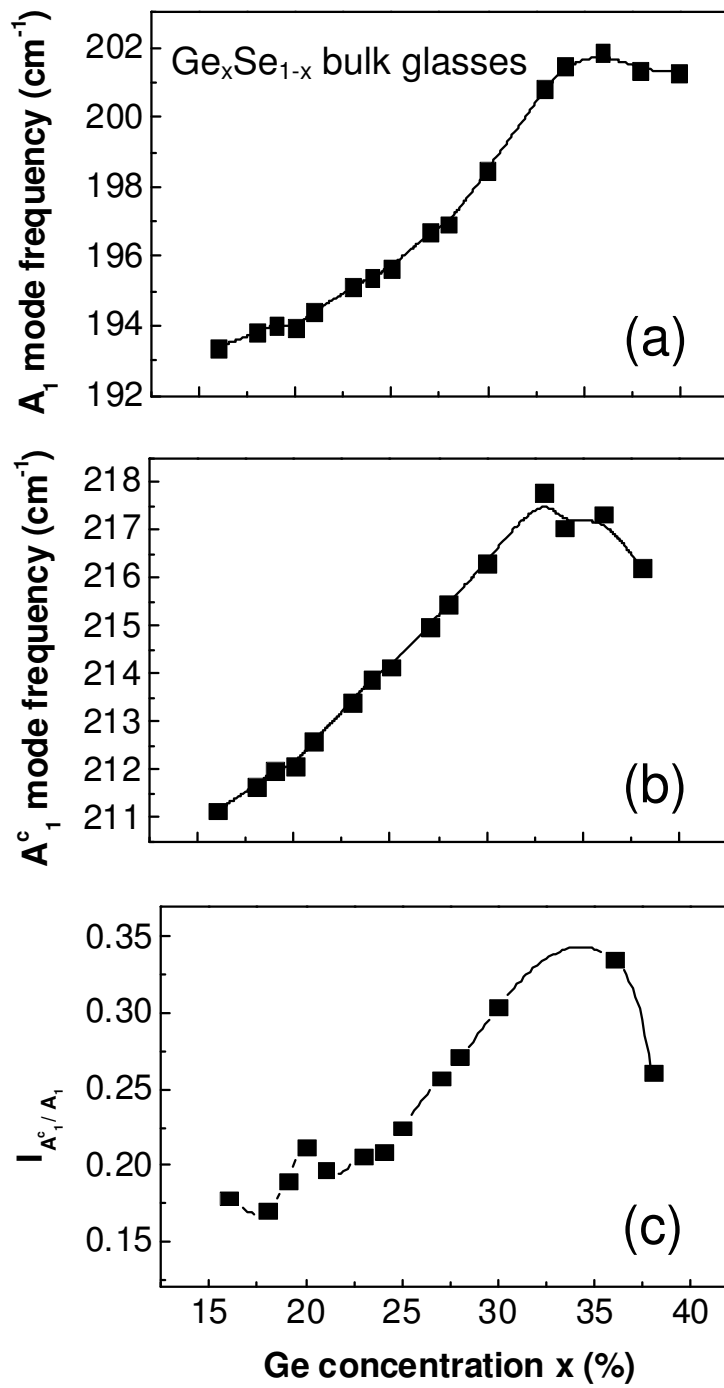 A₁ mode frequency (cm⁻¹)
202
200
198
196
194
192
GeₓSe₁₋ₓ bulk glasses
(a)
Aᶜ₁ mode frequency (cm⁻¹)
218
217
216
215
214
213
212
211
(b)
I Aᶜ₁/ A₁
0.35
0.30
0.25
0.20
0.15
(c)
15 20 25 30 35 40
Ge concentration x (%)